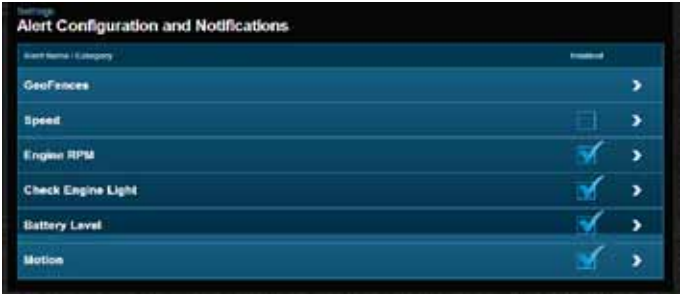 Settings
Alert Configuration and Notifications
Alert Name / Category Enabled
GeoFences
Speed
Engine RPM
Check Engine Light
Battery Level
Motion